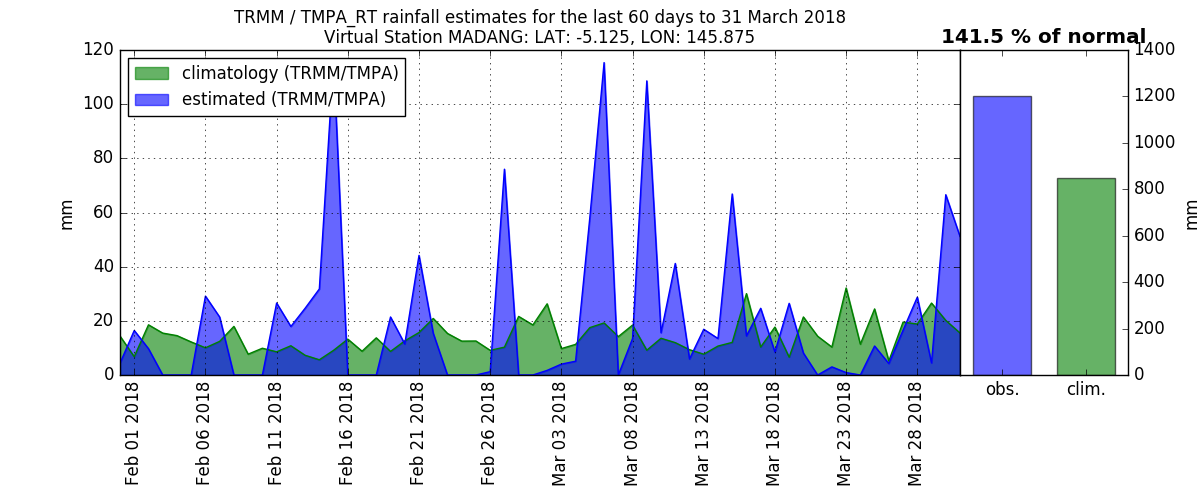 TRMM / TMPA_RT rainfall estimates for the last 60 days to 31 March 2018
Virtual Station MADANG: LAT: -5.125, LON: 145.875
141.5 % of normal
climatology (TRMM/TMPA)
estimated (TRMM/TMPA)
mm
120
100
80
60
40
20
0
Feb 01 2018
Feb 06 2018
Feb 11 2018
Feb 16 2018
Feb 21 2018
Feb 26 2018
Mar 03 2018
Mar 08 2018
Mar 13 2018
Mar 18 2018
Mar 23 2018
Mar 28 2018
obs.
clim.
1400
1200
1000
800
600
400
200
0
mm